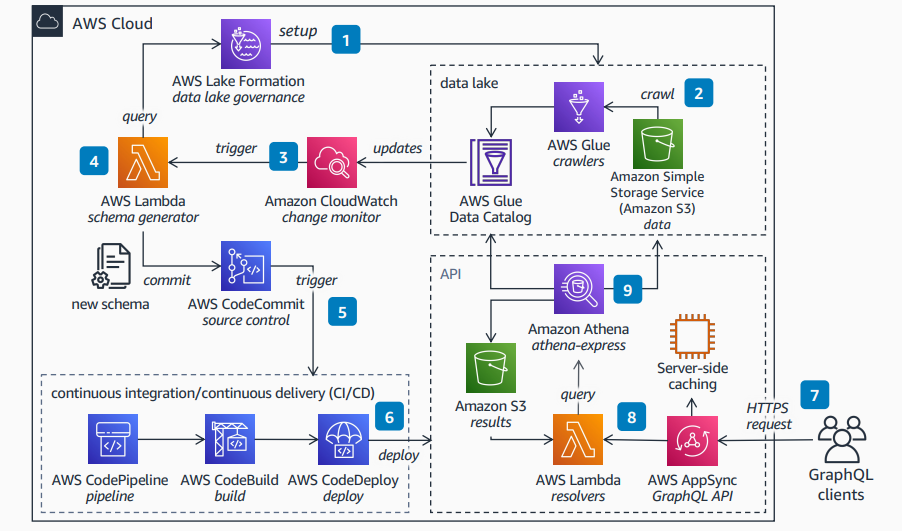 AWS Cloud
setup
1
AWS Lake Formation
data lake governance
query
data lake
crawl
2
AWS Glue
crawlers
Amazon Simple
Storage Service
(Amazon S3)
data
4
trigger
3
updates
AWS Lambda
schema generator
Amazon CloudWatch
change monitor
AWS Glue
Data Catalog
new schema
commit
AWS CodeCommit
source control
trigger
5
API
9
Amazon Athena
athena-express
Server-side
caching
Amazon S3
results
query
8
7
HTTPS
request
continuous integration/continuous delivery (CI/CD)
6
deploy
AWS CodePipeline
pipeline
AWS CodeBuild
build
AWS CodeDeploy
deploy
AWS Lambda
resolvers
AWS AppSync
GraphQL API
GraphQL
clients